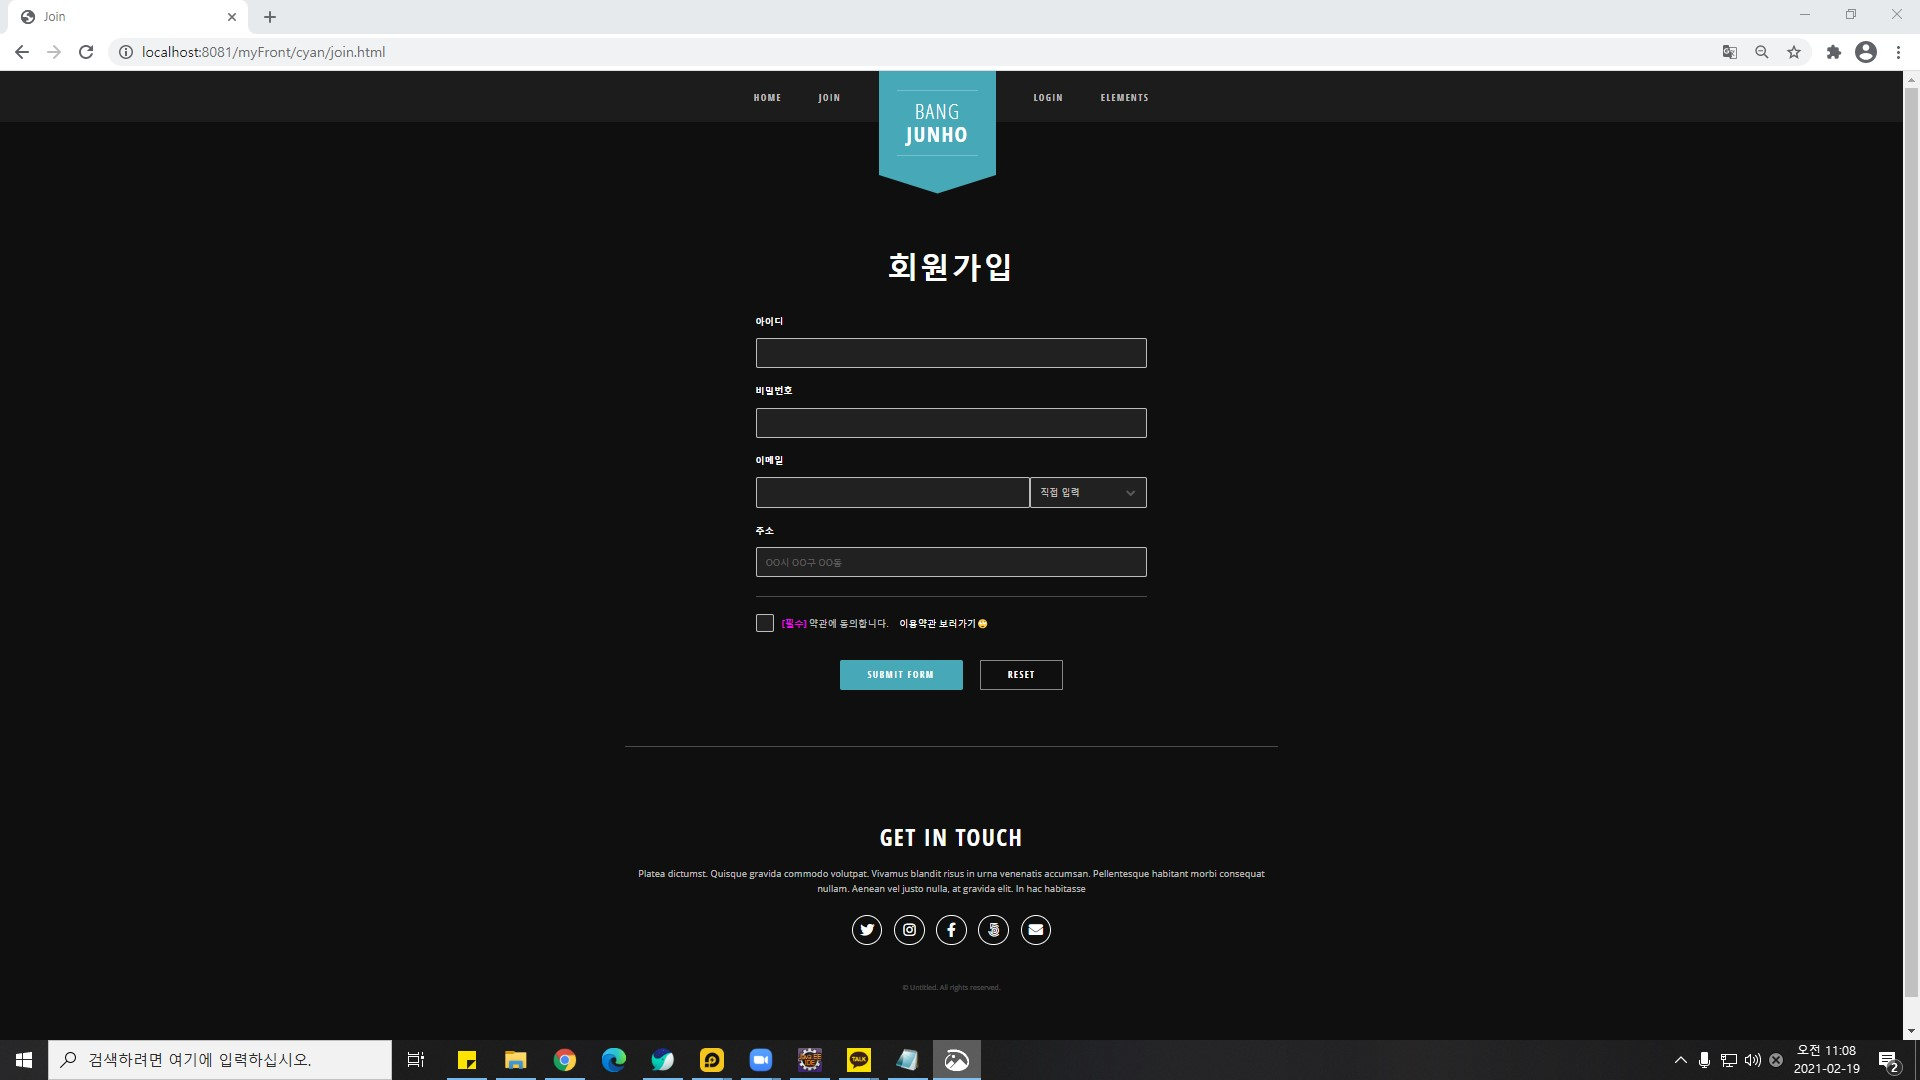 Join
localhost:8081/myFront/cyan/join.html
HOME
JOIN
BANG
JUNHO
LOGIN
ELEMENTS
회원가입
아이디
비밀번호
이메일
직접 입력
주소
OO시 OO구 OO동
[필수] 약관에 동의합니다. 이용약관 보러가기
SUBMIT FORM
RESET
GET IN TOUCH
Platea dictumst. Quisque gravida commodo volutpat. Vivamus blandit risus in urna venenatis accumsan. Pellentesque habitant morbi consequat
nullam. Aenean vel justo nulla, at gravida elit. In hac habitasse
© Untitled. All rights reserved.
검색하려면 여기에 입력하십시오.
TALK
오전 11:08
2021-02-19
2